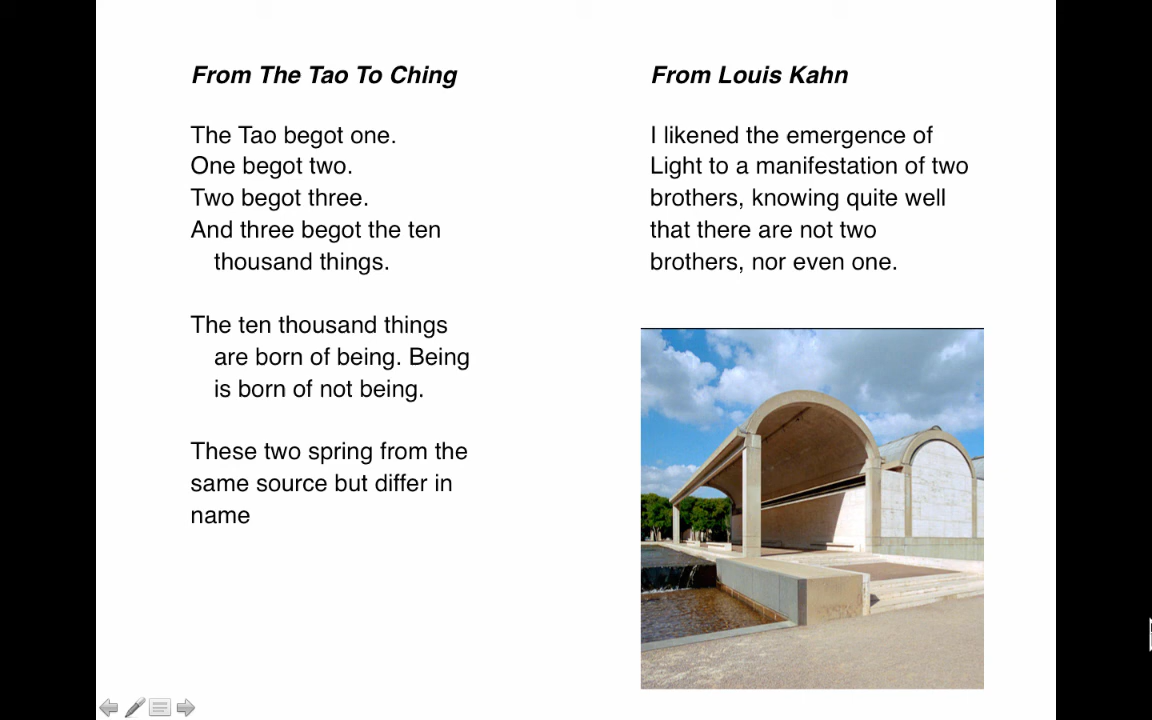 From The Tao To Ching
The Tao begot one.
One begot two.
Two begot three.
And three begot the ten
thousand things.
The ten thousand things
are born of being. Being
is born of not being.
These two spring from the
same source but differ in
name
From Louis Kahn
I likened the emergence of
Light to a manifestation of two
brothers, knowing quite well
that there are not two
brothers, nor even one.